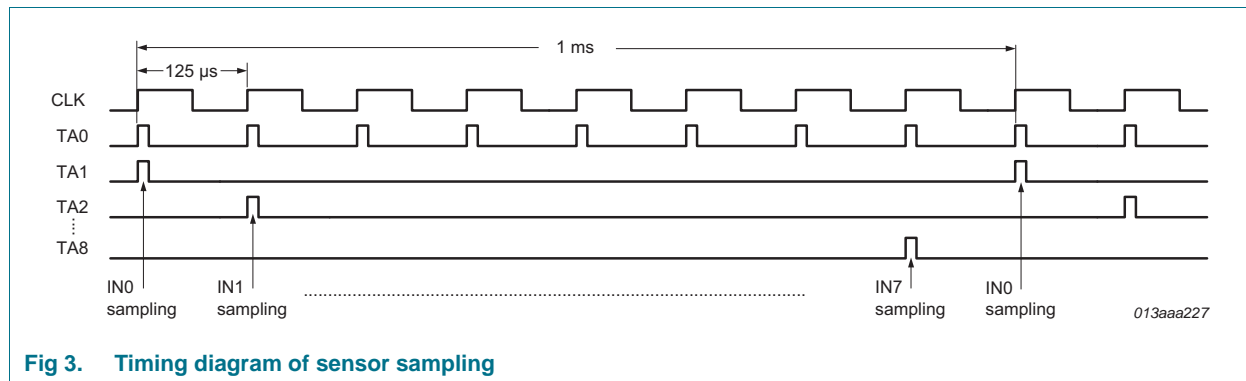 1 ms
125 μs
CLK
TA0
TA1
TA2
TA8
IN0 sampling
IN1 sampling
IN7 sampling
IN0 sampling
013aaa227
Fig 3. Timing diagram of sensor sampling